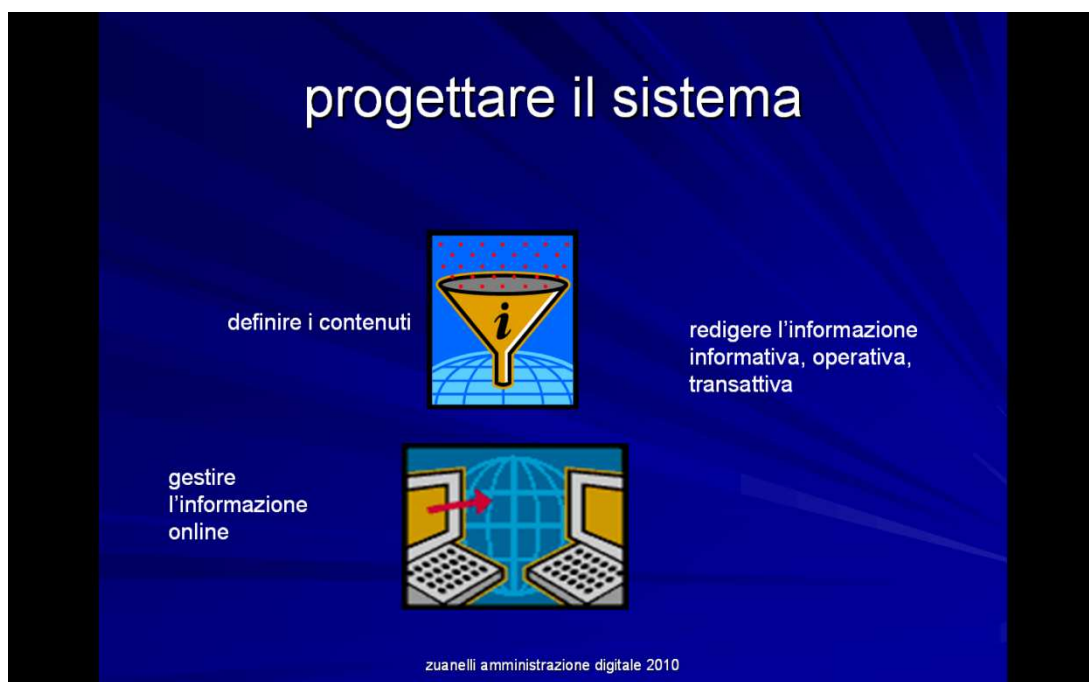 progettare il sistema
definire i contenuti
i
redigere l'informazione
informativa, operativa,
transattiva
gestire
l'informazione
online
zuanelli amministrazione digitale 2010